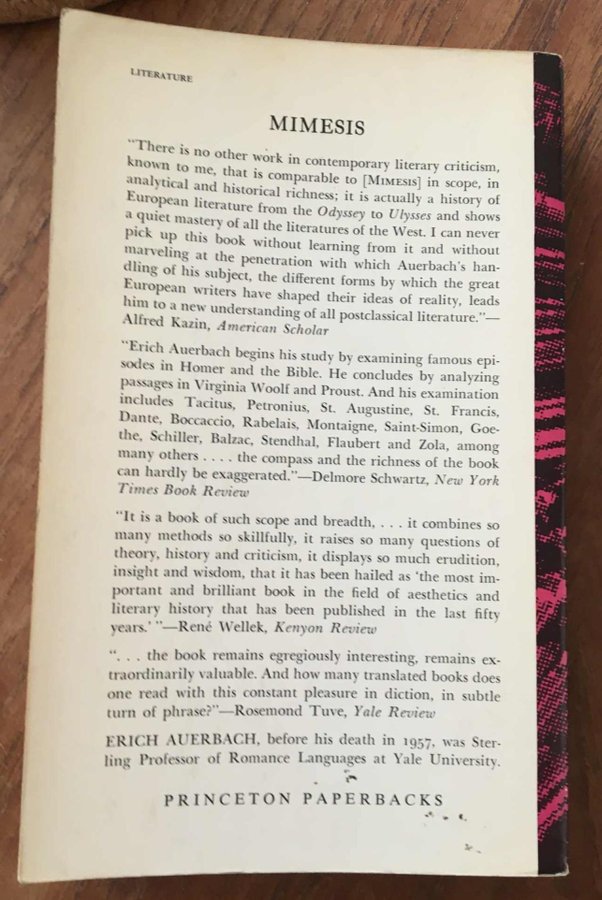 LITERATURE
MIMESIS
“There is no other work in contemporary literary criticism,
known to me, that is comparable to [MIMESIS] in scope, in
analytical and historical richness; it is actually a history of
European literature from the Odyssey to Ulysses and shows
a quiet mastery of all the literatures of the West. I can never
pick up this book without learning from it and without
marveling at the penetration with which Auerbach's han-
dling of his subject, the different forms by which the great
European writers have shaped their ideas of reality, leads
him to a new understanding of all postclassical literature.”—
Alfred Kazin, American Scholar
“Erich Auerbach begins his study by examining famous epi-
sodes in Homer and the Bible. He concludes by analyzing
passages in Virginia Woolf and Proust. And his examination
includes Tacitus, Petronius, St. Augustine, St. Francis,
Dante, Boccaccio, Rabelais, Montaigne, Saint-Simon, Goe-
the, Schiller, Balzac, Stendhal, Flaubert and Zola, among
many others . . . . the compass and the richness of the book
can hardly be exaggerated.”—Delmore Schwartz, New York
Times Book Review
“It is a book of such scope and breadth, . . . it combines so
many methods so skillfully, it raises so many questions of
theory, history and criticism, it displays so much erudition,
insight and wisdom, that it has been hailed as ‘the most im-
portant and brilliant book in the field of aesthetics and
literary history that has been published in the last fifty
years.’ ”—René Wellek, Kenyon Review
“. . . the book remains egregiously interesting, remains ex-
traordinarily valuable. And how many translated books does
one read with this constant pleasure in diction, in subtle
turn of phrase?”—Rosemond Tuve, Yale Review
ERICH AUERBACH, before his death in 1957, was Ster-
ling Professor of Romance Languages at Yale University.
PRINCETON PAPERBACKS